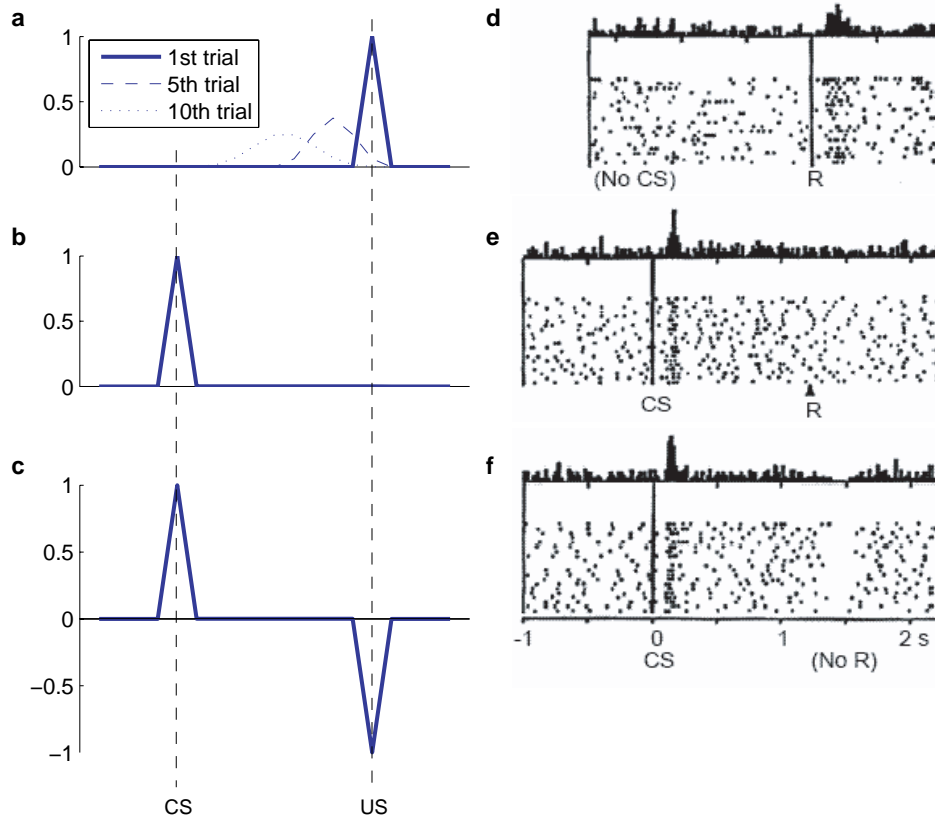 a
1
0.5
0
1st trial
5th trial
10th trial
b
1
0.5
0
c
1
0.5
0
−0.5
−1
CS
US
d
(No CS)
R
e
CS
R
f
-1
0
1
2 s
CS
(No R)